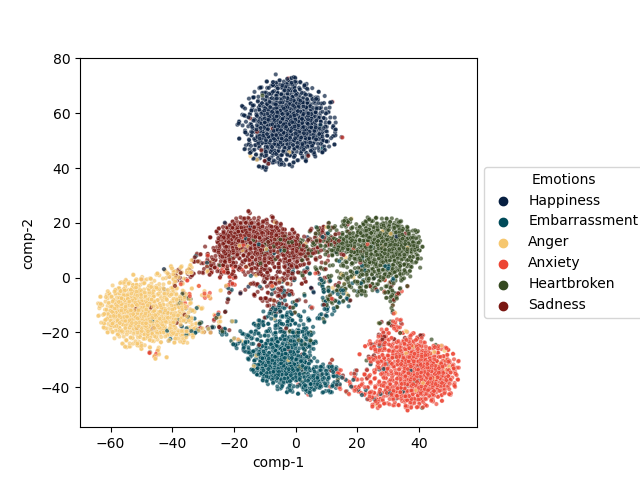 80
60
40
20
0
−20
−40
comp-2
−60
−40
−20
0
20
40
comp-1
Emotions
Happiness
Embarrassment
Anger
Anxiety
Heartbroken
Sadness